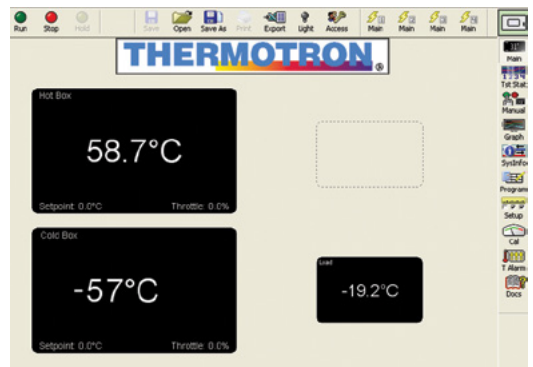 Run Stop Hold Save Open Save As Print Export Light Access Main Main Main Main
THERMOTRON®
Hot Box
58.7°C
Setpoint: 0.0°C Throttle: 0.0%
Cold Box
-57°C
Setpoint: 0.0°C Throttle: 0.0%
Load
-19.2°C
Main
Tst Stat
Manual
Graph
SysInfo
Program
Setup
Cal
T Alarm
Docs